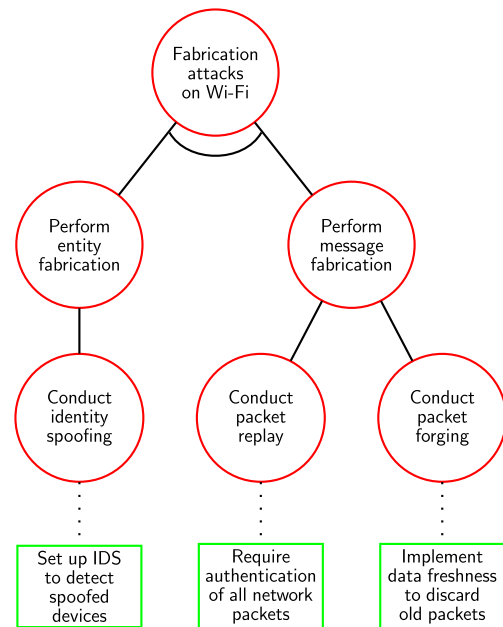 Fabrication
attacks
on Wi-Fi
Perform
entity
fabrication
Perform
message
fabrication
Conduct
identity
spoofing
Conduct
packet
replay
Conduct
packet
forging
Set up IDS
to detect
spoofed
devices
Require
authentication
of all network
packets
Implement
data freshness
to discard
old packets